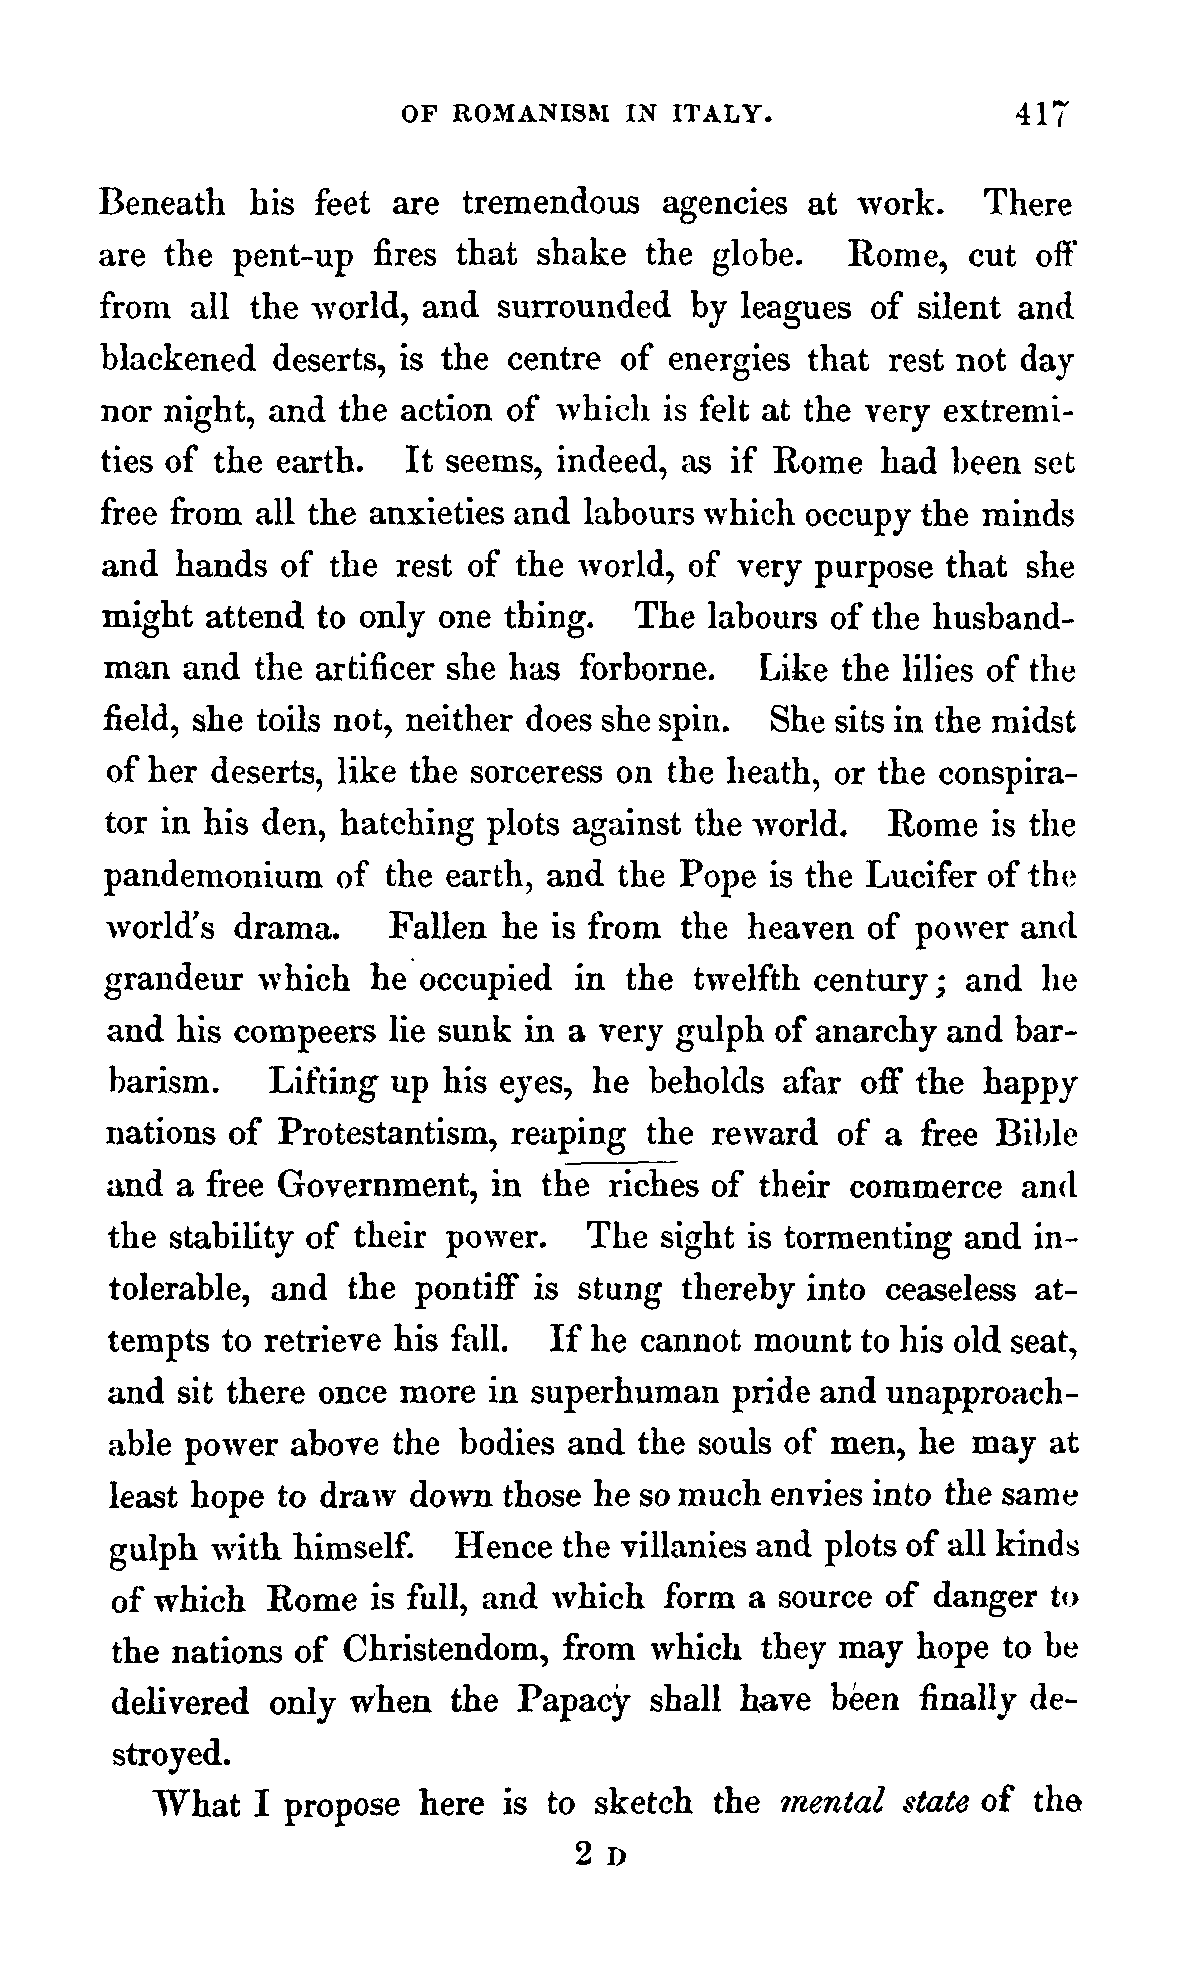 OF ROMANISM IN ITALY. 417
Beneath his feet are tremendous agencies at work. There
are the pent-up fires that shake the globe. Rome, cut off
from all the world, and surrounded by leagues of silent and
blackened deserts, is the centre of energies that rest not day
nor night, and the action of which is felt at the very extremi-
ties of the earth. It seems, indeed, as if Rome had been set
free from all the anxieties and labours which occupy the minds
and hands of the rest of the world, of very purpose that she
might attend to only one thing. The labours of the husband-
man and the artificer she has forborne. Like the lilies of the
field, she toils not, neither does she spin. She sits in the midst
of her deserts, like the sorceress on the heath, or the conspira-
tor in his den, hatching plots against the world. Rome is the
pandemonium of the earth, and the Pope is the Lucifer of the
world's drama. Fallen he is from the heaven of power and
grandeur which he occupied in the twelfth century; and he
and his compeers lie sunk in a very gulph of anarchy and bar-
barism. Lifting up his eyes, he beholds afar off the happy
nations of Protestantism, reaping the reward of a free Bible
and a free Government, in the riches of their commerce and
the stability of their power. The sight is tormenting and in-
tolerable, and the pontiff is stung thereby into ceaseless at-
tempts to retrieve his fall. If he cannot mount to his old seat,
and sit there once more in superhuman pride and unapproach-
able power above the bodies and the souls of men, he may at
least hope to draw down those he so much envies into the same
gulph with himself. Hence the villanies and plots of all kinds
of which Rome is full, and which form a source of danger to
the nations of Christendom, from which they may hope to be
delivered only when the Papacy shall have been finally de-
stroyed.
What I propose here is to sketch the mental state of the
2 D